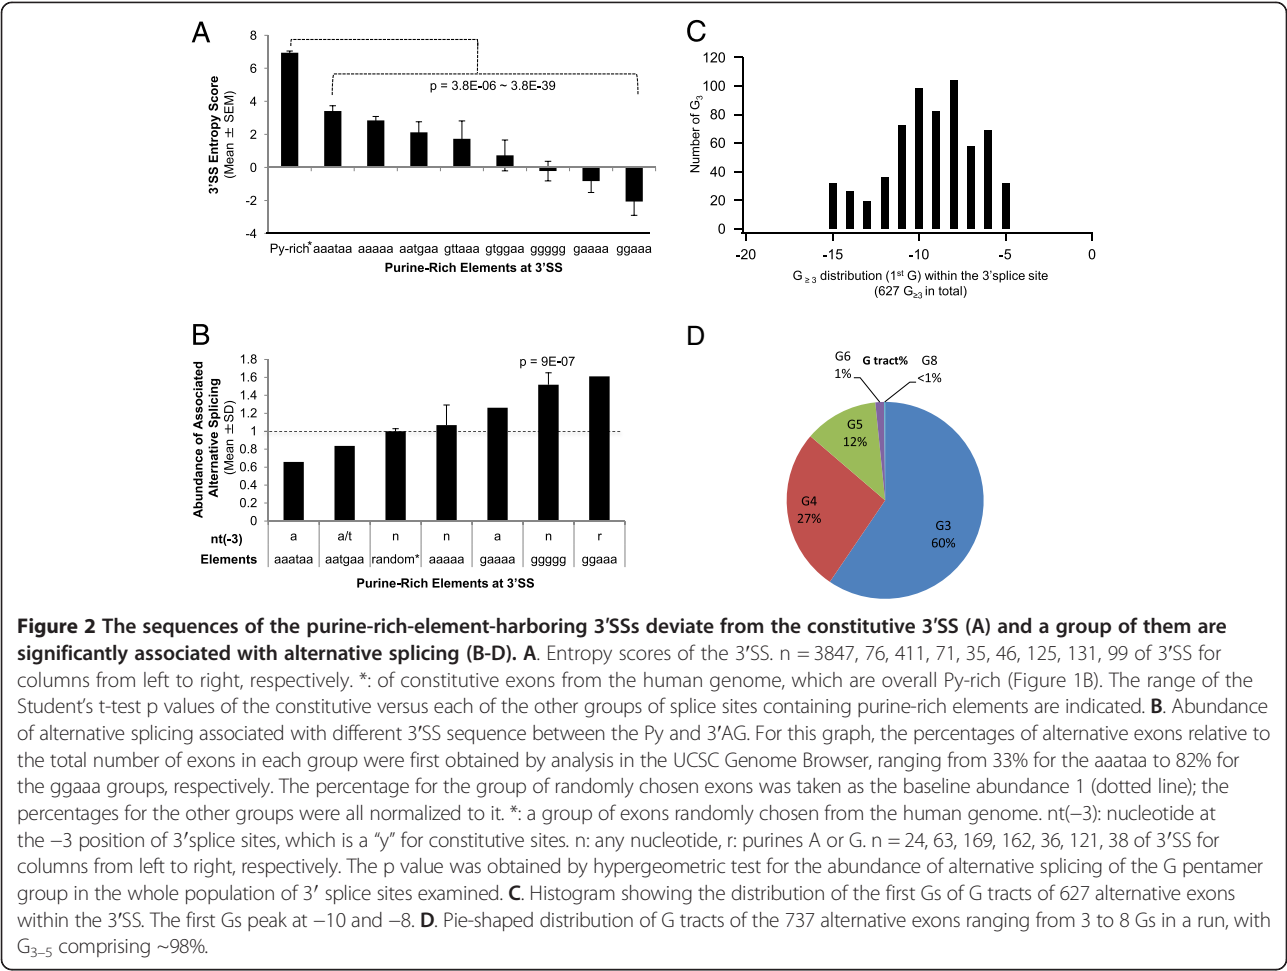 A
8
6
4
2
0
-2
-4
3'SS Entropy Score
(Mean ± SEM)
p = 3.8E-06 ~ 3.8E-39
Py-rich* aaataa aaaaa aatgaa gttaaa gtggaa ggggg gaaaa ggaaa
Purine-Rich Elements at 3'SS
C
120
100
80
60
40
20
0
Number of G3
-20 -15 -10 -5 0
G ≥ 3 distribution (1st G) within the 3'splice site
(627 G≥3 in total)
B
1.8
1.6
1.4
1.2
1
0.8
0.6
0.4
0.2
0
Abundance of Associated
Alternative Splicing
(Mean ±SD)
p = 9E-07
nt(-3) a a/t n n a n r
Elements aaataa aatgaa random* aaaaa gaaaa ggggg ggaaa
Purine-Rich Elements at 3'SS
D
G6
1%
G tract%
G8
<1%
G5
12%
G4
27%
G3
60%
Figure 2 The sequences of the purine-rich-element-harboring 3′SSs deviate from the constitutive 3′SS (A) and a group of them are
significantly associated with alternative splicing (B-D). A. Entropy scores of the 3′SS. n = 3847, 76, 411, 71, 35, 46, 125, 131, 99 of 3′SS for
columns from left to right, respectively. *: of constitutive exons from the human genome, which are overall Py-rich (Figure 1B). The range of the
Student's t-test p values of the constitutive versus each of the other groups of splice sites containing purine-rich elements are indicated. B. Abundance
of alternative splicing associated with different 3′SS sequence between the Py and 3′AG. For this graph, the percentages of alternative exons relative to
the total number of exons in each group were first obtained by analysis in the UCSC Genome Browser, ranging from 33% for the aaataa to 82% for
the ggaaa groups, respectively. The percentage for the group of randomly chosen exons was taken as the baseline abundance 1 (dotted line); the
percentages for the other groups were all normalized to it. *: a group of exons randomly chosen from the human genome. nt(−3): nucleotide at
the −3 position of 3′splice sites, which is a "y" for constitutive sites. n: any nucleotide, r: purines A or G. n = 24, 63, 169, 162, 36, 121, 38 of 3′SS for
columns from left to right, respectively. The p value was obtained by hypergeometric test for the abundance of alternative splicing of the G pentamer
group in the whole population of 3′ splice sites examined. C. Histogram showing the distribution of the first Gs of G tracts of 627 alternative exons
within the 3′SS. The first Gs peak at −10 and −8. D. Pie-shaped distribution of G tracts of the 737 alternative exons ranging from 3 to 8 Gs in a run, with
G3–5 comprising ~98%.